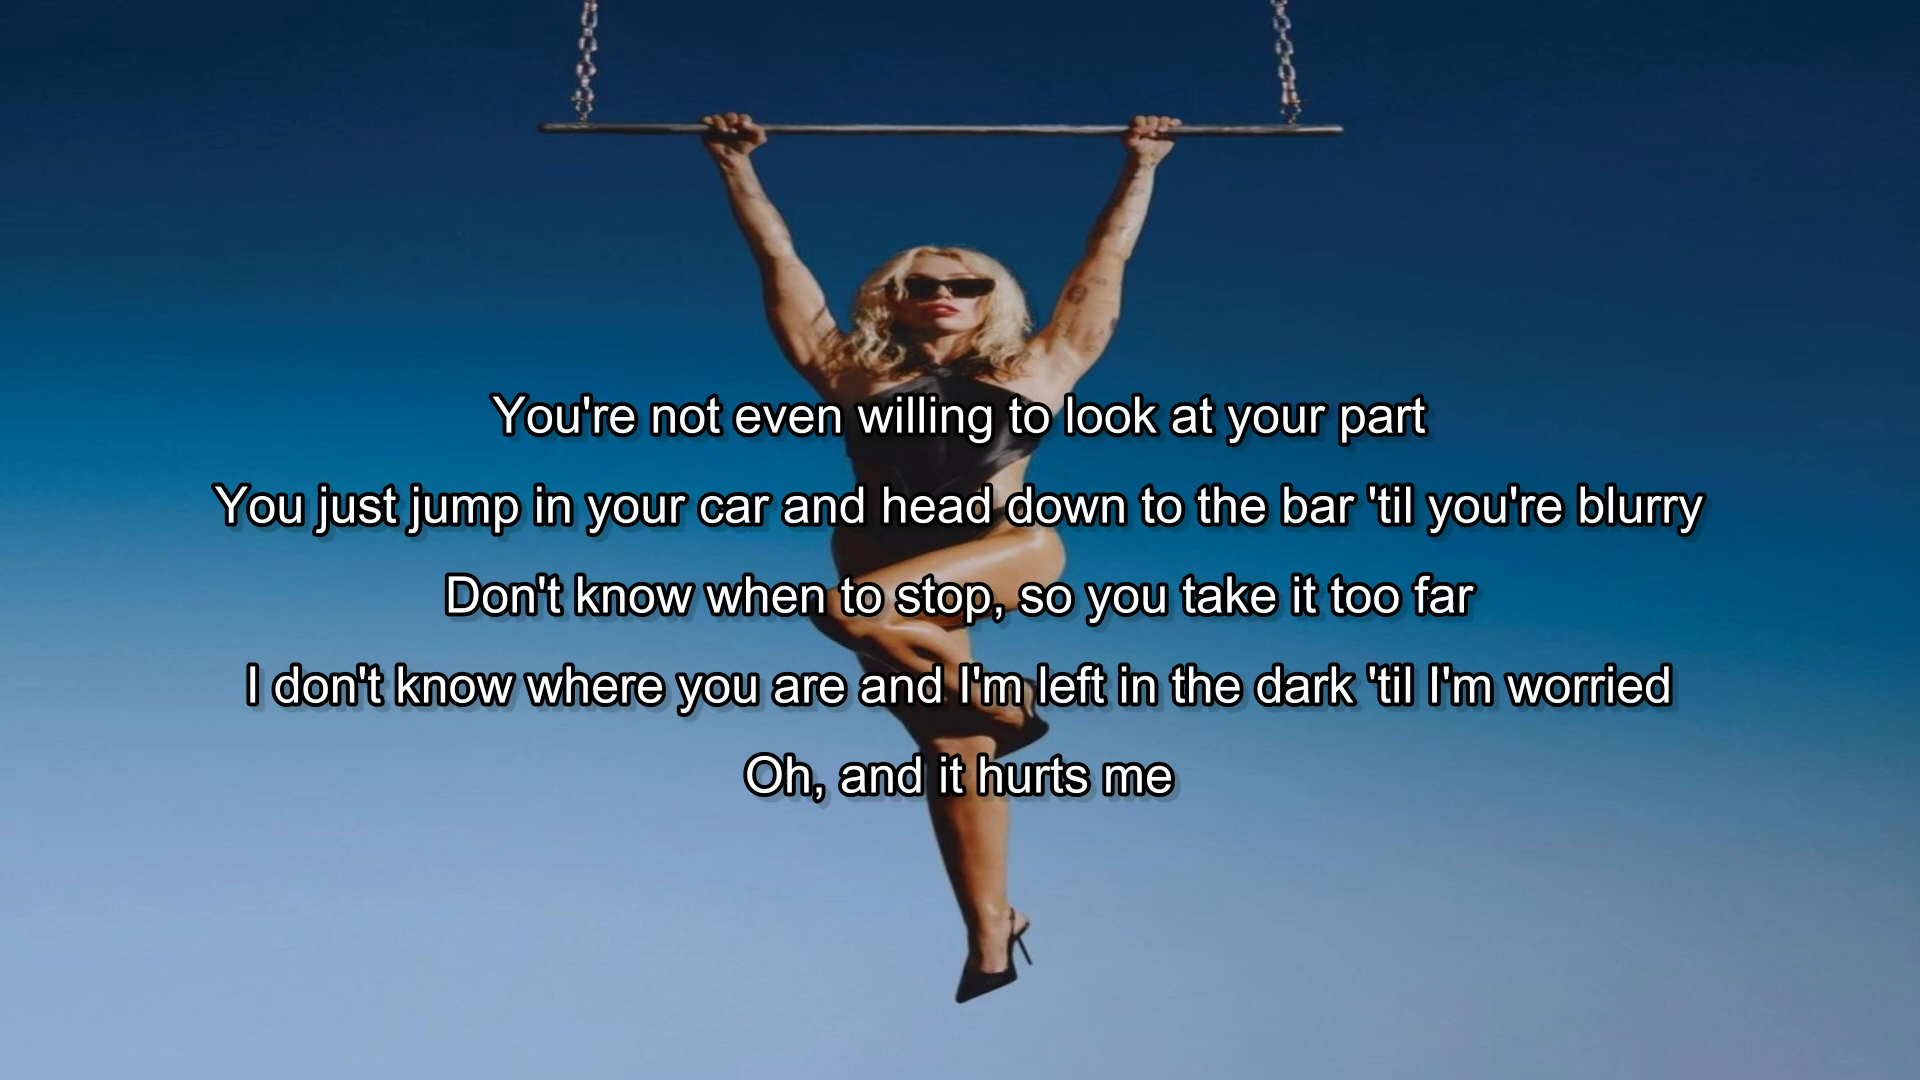 You're not even willing to look at your part
You just jump in your car and head down to the bar 'til you're blurry
Don't know when to stop, so you take it too far
I don't know where you are and I'm left in the dark 'til I'm worried
Oh, and it hurts me